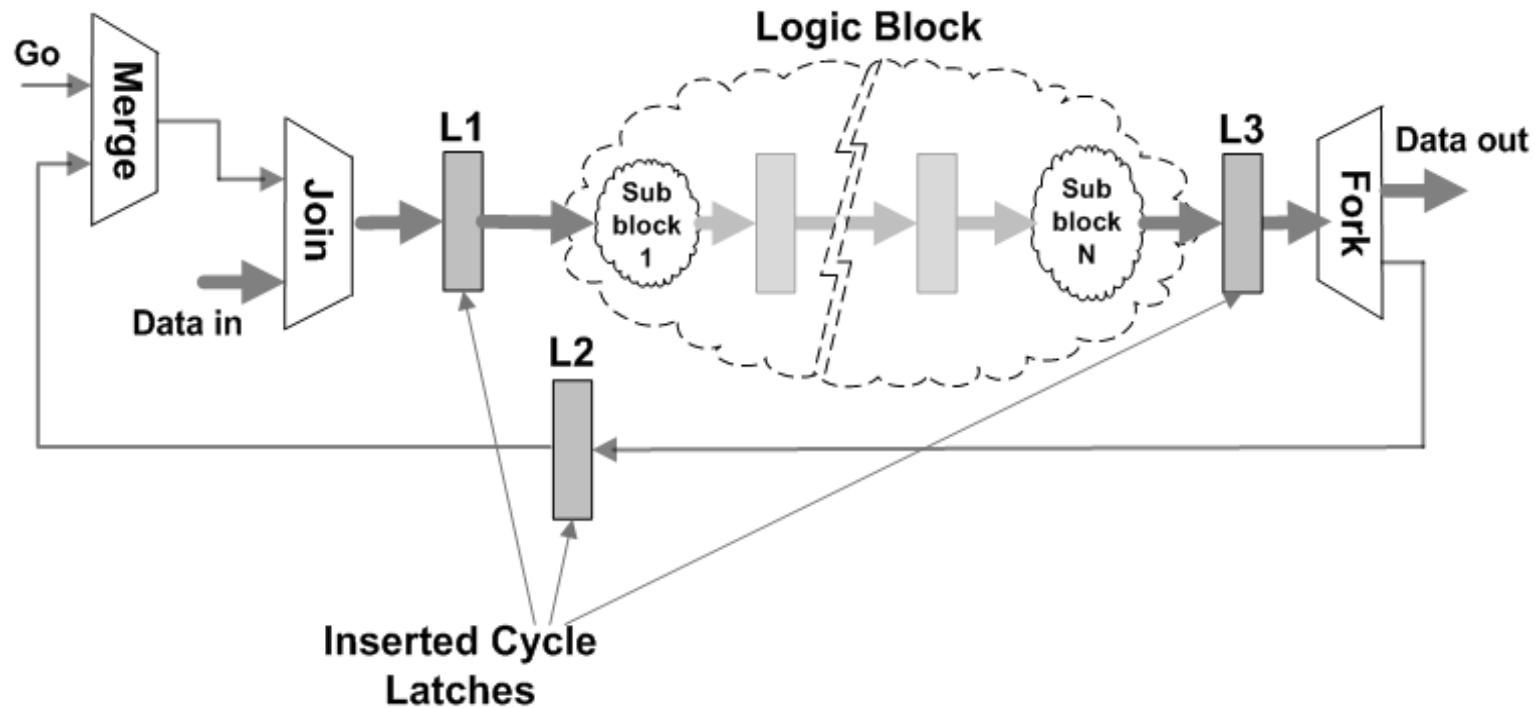 Logic Block
Go
Merge
L1
L3
Data out
Join
Sub
block
1
Sub
block
N
Fork
Data in
L2
Inserted Cycle
Latches